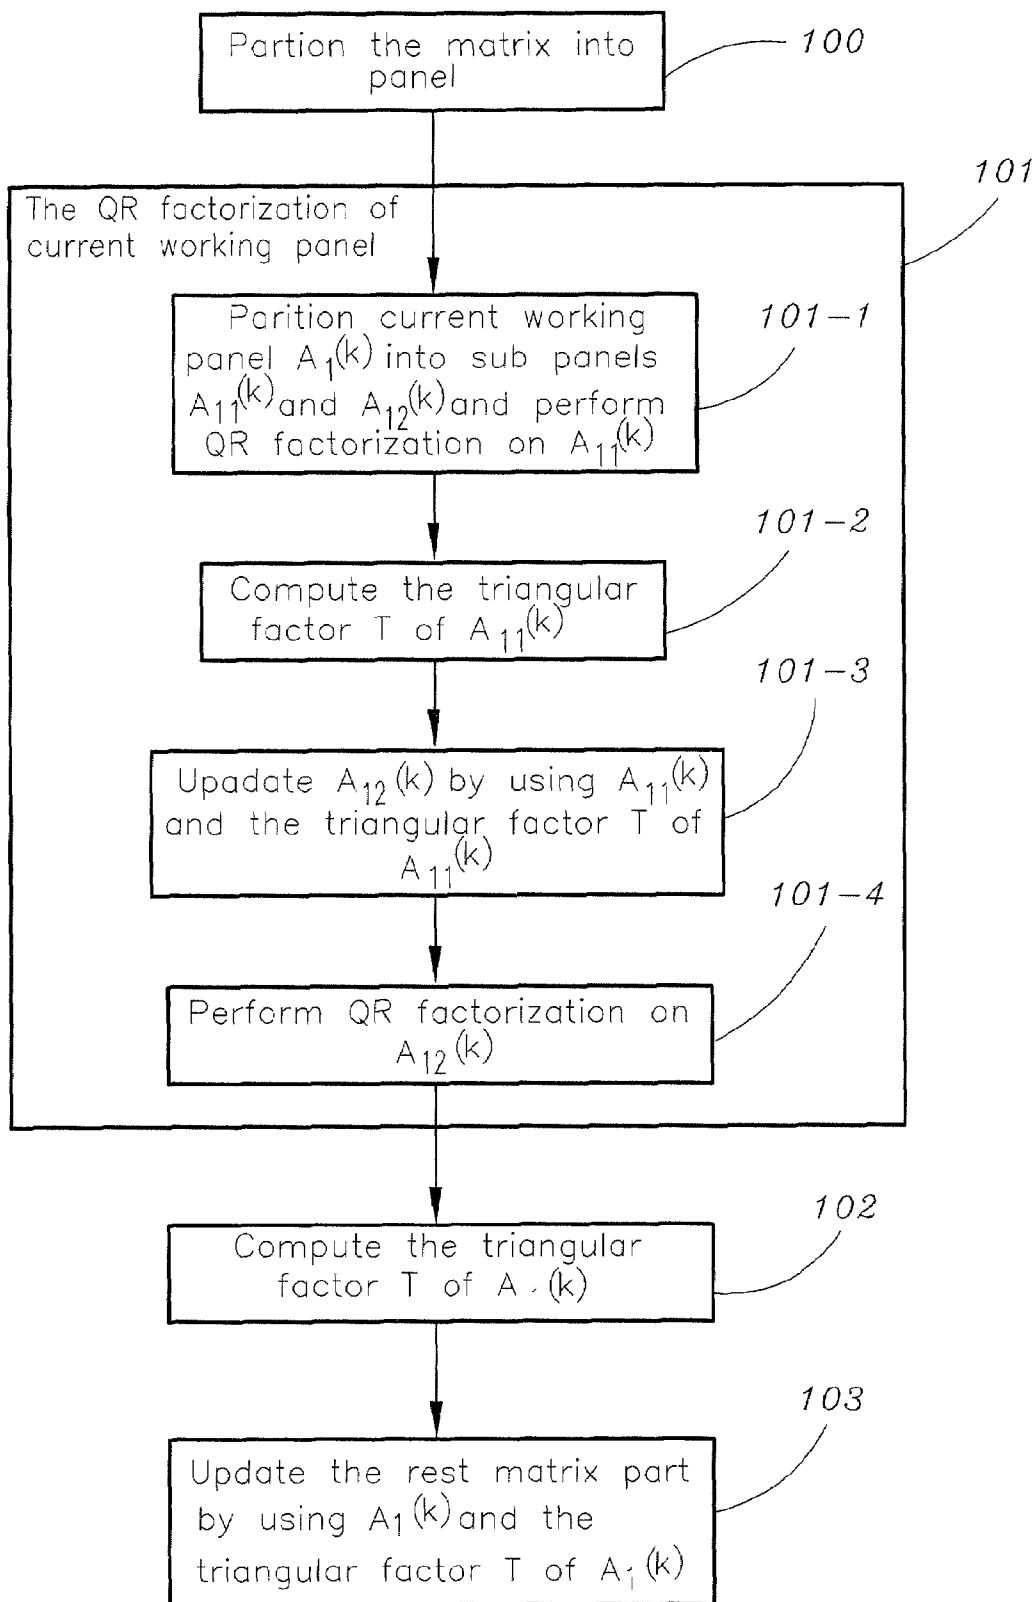 Partion the matrix into
panel
100
101
The QR factorization of
current working panel
Parition current working
panel A₁(k) into sub panels
A₁₁(k) and A₁₂(k) and perform
QR factorization on A₁₁(k)
101-1
Compute the triangular
factor T of A₁₁(k)
101-2
Upadate A₁₂(k) by using A₁₁(k)
and the triangular factor T of
A₁₁(k)
101-3
Perform QR factorization on
A₁₂(k)
101-4
Compute the triangular
factor T of A (k)
102
Update the rest matrix part
by using A₁(k) and the
triangular factor T of A₁(k)
103